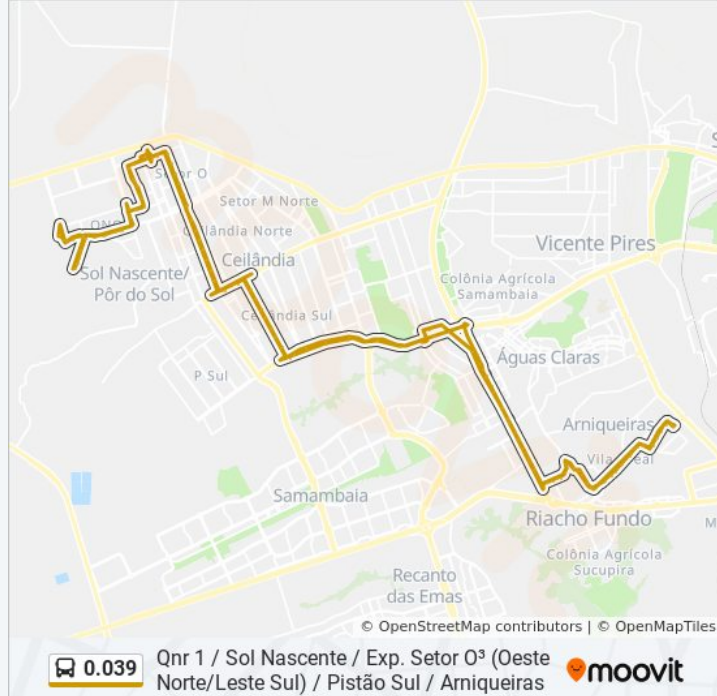 Setor O
Setor M Norte
QNO
Ceilândia Norte
Vicente Pires
Ceilândia
Sol Nascente/
Pôr do Sol
Colônia Agrícola
Samambaia
Ceilândia Sul
Águas Claras
P Sul
Arniqueiras
Vila Real
Samambaia
Riacho Fundo
Colônia Agrícola
Sucupira
Recanto
das Emas
© OpenStreetMap contributors | © OpenMapTiles
0.039
Qnr 1 / Sol Nascente / Exp. Setor O³ (Oeste
Norte/Leste Sul) / Pistão Sul / Arniqueiras
moovit